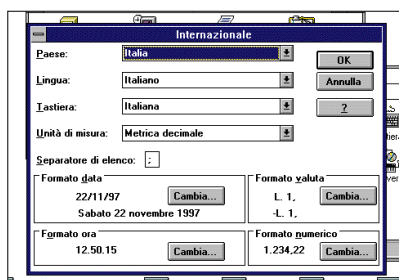 Internazionale
Paese:
Italia
OK
Lingua:
Italiano
Annulla
Tastiera:
Italiana
?
Unità di misura:
Metrica decimale
Separatore di elenco:
;
Formato data
22/11/97
Cambia...
Sabato 22 novembre 1997
Formato valuta
L. 1,
Cambia...
-L. 1,
Formato ora
12.50.15
Cambia...
Formato numerico
1.234,22
Cambia...